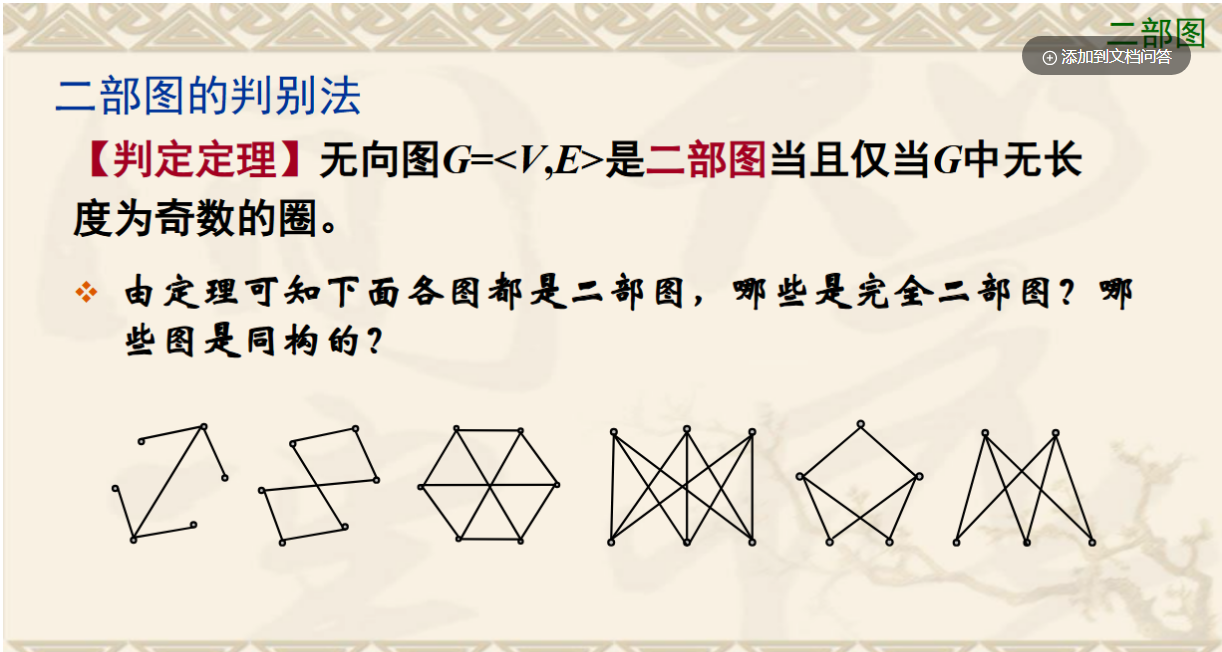 二部图
添加到文档问答
二部图的判别法
【判定定理】无向图G=<V,E>是二部图当且仅当G中无长
度为奇数的圈。
由定理可知下面各图都是二部图，哪些是完全二部图？哪
些图是同构的？